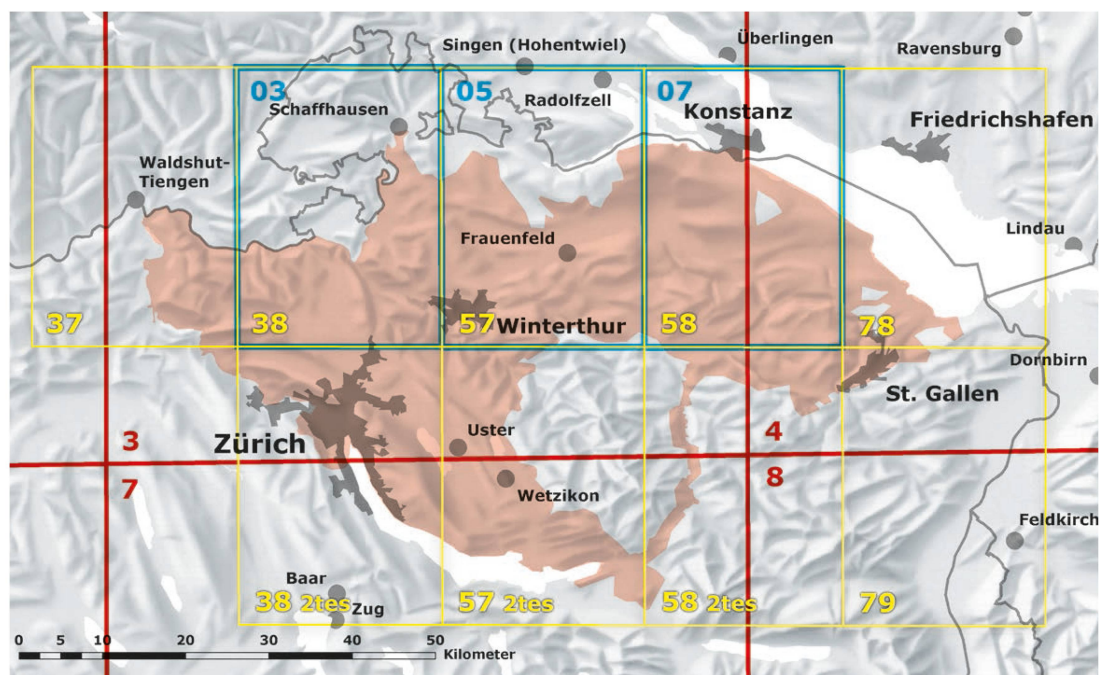 Singen (Hohentwiel)
Überlingen
Ravensburg
03
05
07
Schaffhausen
Radolfzell
Konstanz
Friedrichshafen
Waldshut-
Tiengen
Frauenfeld
Lindau
37
38
57
Winterthur
58
78
Dornbirn
St. Gallen
3
Zürich
Uster
4
7
8
Wetzikon
Feldkirch
Baar
38 2tes
Zug
57 2tes
58 2tes
79
0 5 10 20 30 40 50
Kilometer